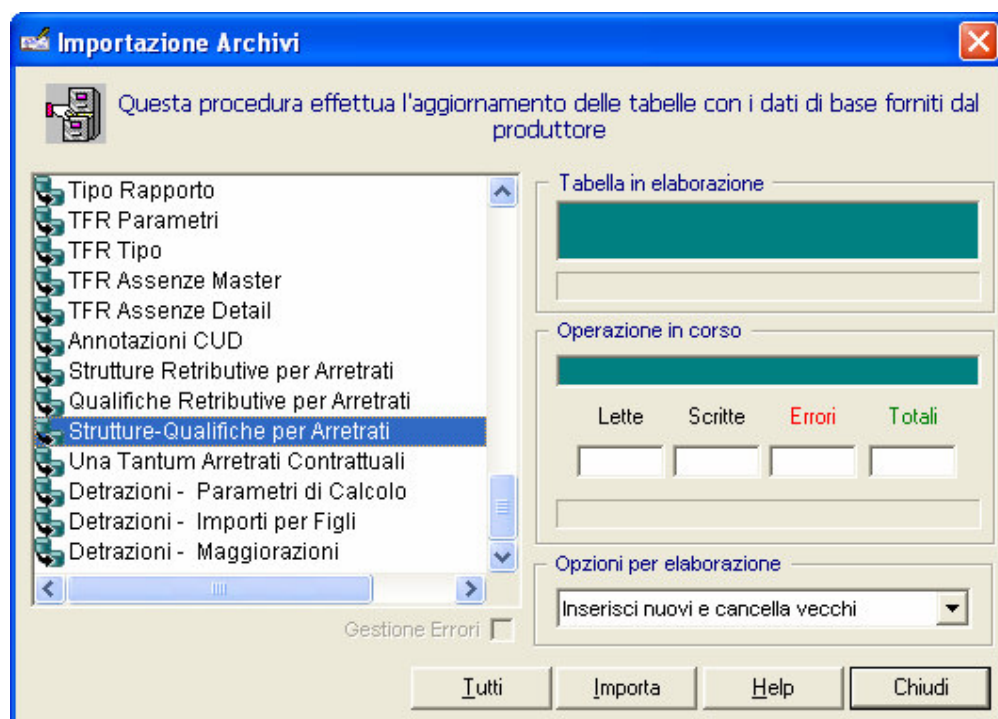 Importazione Archivi
Questa procedura effettua l'aggiornamento delle tabelle con i dati di base forniti dal
produttore
Tipo Rapporto
TFR Parametri
TFR Tipo
TFR Assenze Master
TFR Assenze Detail
Annotazioni CUD
Strutture Retributive per Arretrati
Qualifiche Retributive per Arretrati
Strutture-Qualifiche per Arretrati
Una Tantum Arretrati Contrattuali
Detrazioni - Parametri di Calcolo
Detrazioni - Importi per Figli
Detrazioni - Maggiorazioni
Gestione Errori
Tabella in elaborazione
Operazione in corso
Lette Scritte Errori Totali
Opzioni per elaborazione
Inserisci nuovi e cancella vecchi
Tutti Importa Help Chiudi